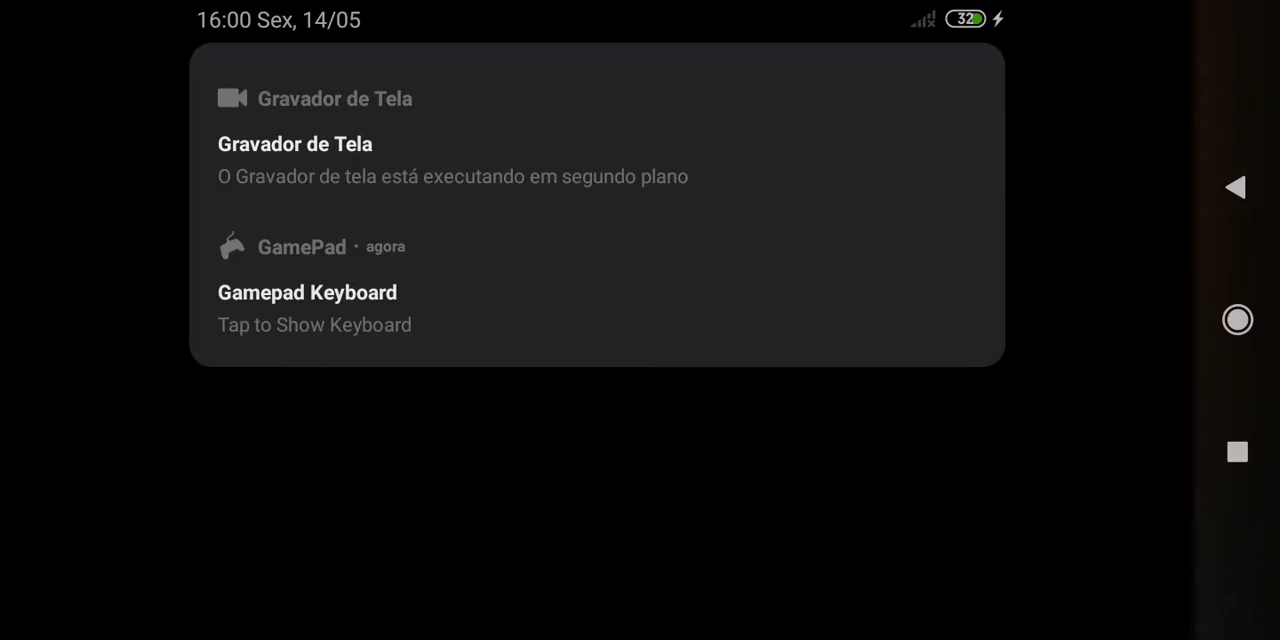 16:00 Sex, 14/05
32
Gravador de Tela
Gravador de Tela
O Gravador de tela está executando em segundo plano
GamePad · agora
Gamepad Keyboard
Tap to Show Keyboard